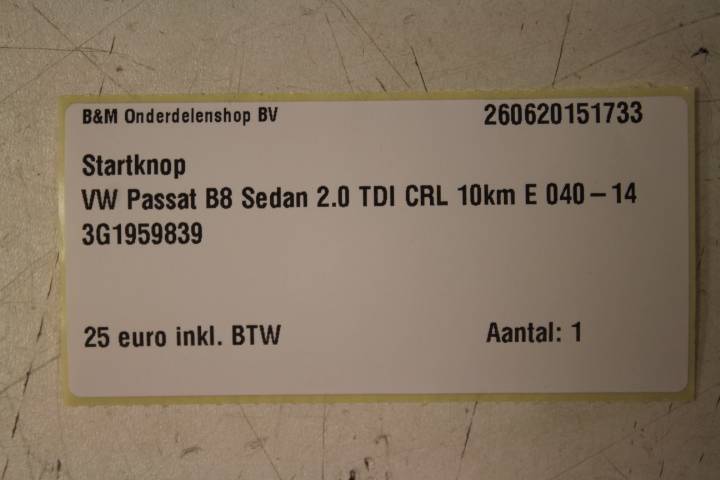 B&M Onderdelenshop BV 260620151733
Startknop
VW Passat B8 Sedan 2.0 TDI CRL 10km E 040-14
3G1959839
25 euro inkl. BTW Aantal: 1